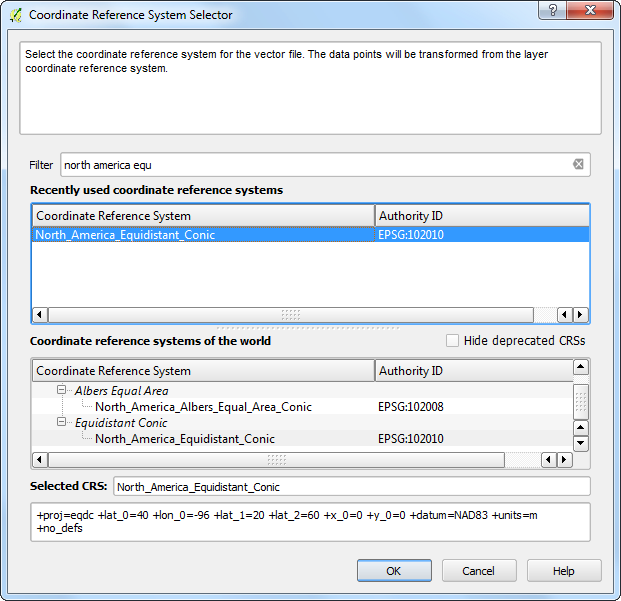 Coordinate Reference System Selector
?
Select the coordinate reference system for the vector file. The data points will be transformed from the layer
coordinate reference system.
Filter north america equ
Recently used coordinate reference systems
Coordinate Reference System Authority ID
North_America_Equidistant_Conic EPSG:102010
Coordinate reference systems of the world Hide deprecated CRSs
Coordinate Reference System Authority ID
Albers Equal Area
North_America_Albers_Equal_Area_Conic EPSG:102008
Equidistant Conic
North_America_Equidistant_Conic EPSG:102010
Selected CRS: North_America_Equidistant_Conic
+proj=eqdc +lat_0=40 +lon_0=-96 +lat_1=20 +lat_2=60 +x_0=0 +y_0=0 +datum=NAD83 +units=m
+no_defs
OK Cancel Help